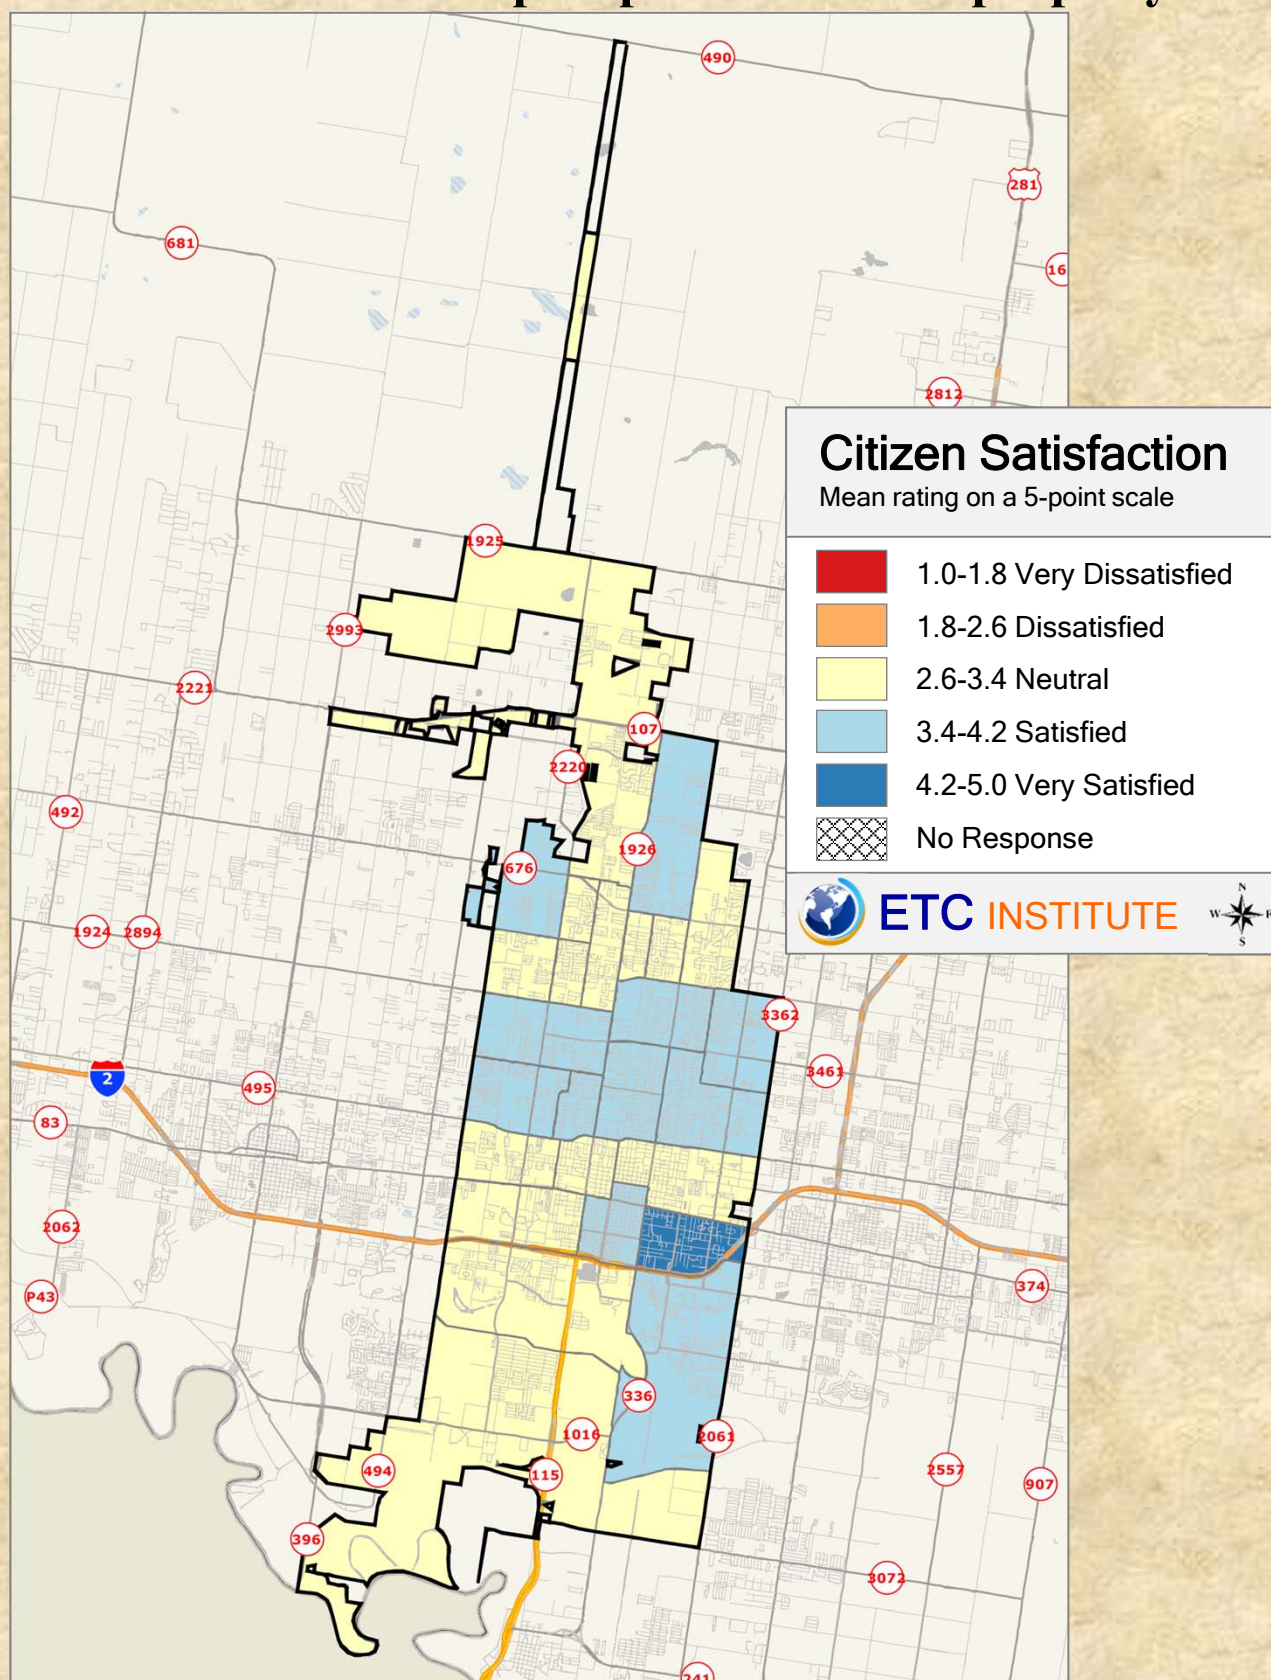 490
281
681
16
2812
Citizen Satisfaction
Mean rating on a 5-point scale
1.0-1.8 Very Dissatisfied
1.8-2.6 Dissatisfied
2.6-3.4 Neutral
3.4-4.2 Satisfied
4.2-5.0 Very Satisfied
No Response
ETC INSTITUTE
N
W
E
S
1925
2993
2221
107
2220
492
1926
676
1924
2894
3362
2
3461
495
83
2062
374
P43
336
1016
2061
494
115
2557
907
396
3072
241